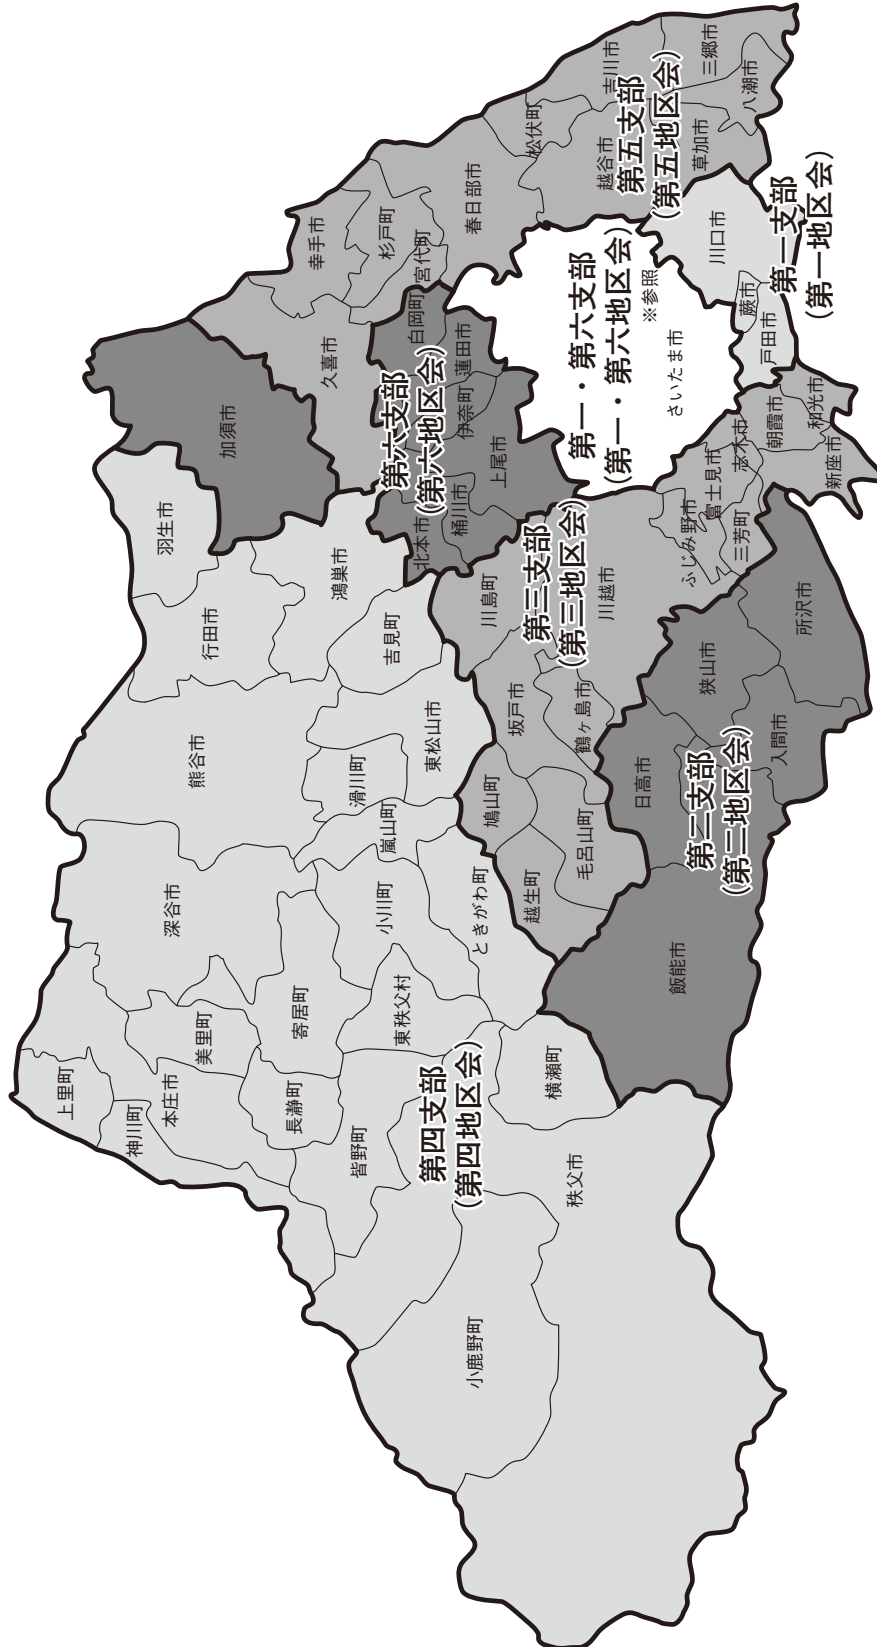 上里町
神川町
本庄市
美里町
深谷市
熊谷市
行田市
羽生市
加須市
長瀞町
寄居町
皆野町
東秩父村
小川町
嵐山町
滑川町
東松山市
吉見町
鴻巣市
ときがわ町
第四支部
(第四地区会)
小鹿野町
秩父市
横瀬町
久喜市
幸手市
杉戸町
宮代町
春日部市
白岡町
蓮田市
第六支部
(第六地区会)
伊奈町
上尾市
桶川市
北本市
松伏町
吉川市
越谷市
第五支部
(第五地区会)
三郷市
八潮市
草加市
川島町
第三支部
(第三地区会)
川越市
坂戸市
鶴ヶ島市
鳩山町
毛呂山町
越生町
ふじみ野市
富士見市
三芳町
志木市
朝霞市
和光市
新座市
第一・第六支部
(第一・第六地区会)
※参照
さいたま市
川口市
蕨市
戸田市
第一支部
(第一地区会)
飯能市
日高市
狭山市
所沢市
入間市
第二支部
(第二地区会)